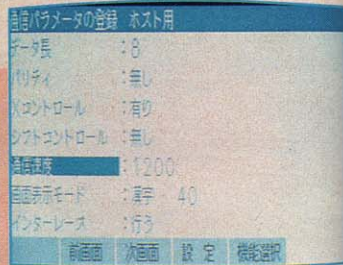 通信パラメータの登録 ホスト用
データ長 :8
パリティ :無し
Xコントロール :有り
シフトコントロール :無し
通信速度 :1200
画面表示モード :漢字 40
インターレース :行う
前画面 次画面 設 定 機能選択